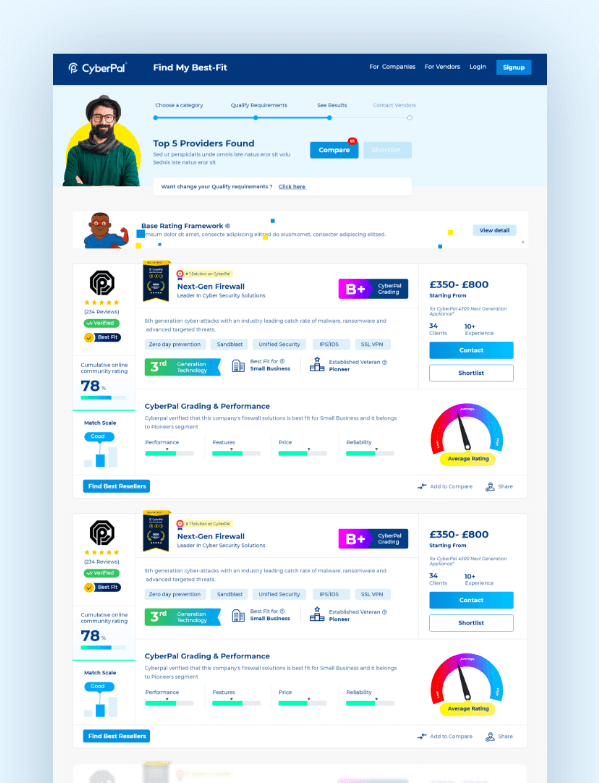 CyberPal
Find My Best-Fit
For Companies
For Vendors
Login
Signup
Choose a category
Qualify Requirements
See Results
Contact Vendors
Top 5 Providers Found
Sed ut perspiciatis unde omnis iste natus eror sit volu
Sednis iste natus eror sit
Compare
Shortlist
Want change your Qualify requirements ? Click here
Base Rating Framework ®
dolor sit amet, consecte adipiscing elitsed do eiusmomet, consecter adipiscing elitsed.
View detail
# 1 Solution on CyberPal
Next-Gen Firewall
Leader In Cyber Security Solutions
B+
CyberPal
Grading
£350- £800
Starting From
for CyberPal 4100 Next Generation
Appliance*
(234 Reviews)
Verified
Best Fit
34
Clients
10+
Experience
5th generation cyber-attacks with an industry leading catch rate of malware, ransomware and
advanced targeted threats.
Zero day prevention
Sandblast
Unified Security
IPS/IDS
SSL VPN
Contact
Shortlist
3rd
Generation
Technology
Best Fit for
Small Business
Established Veteran
Pioneer
Cumulative online
community rating
78 %
Match Scale
Good
CyberPal Grading & Performance
Cyberpal verified that this company's firewall solutions is best fit for Small Business and it belongs
to Pioneers segment
Performance
Features
Price
Reliability
Average
Average Rating
Find Best Resellers
Add to Compare
Share
# 1 Solution on CyberPal
Next-Gen Firewall
Leader In Cyber Security Solutions
B+
CyberPal
Grading
£350- £800
Starting From
for CyberPal 4100 Next Generation
Appliance*
(234 Reviews)
Verified
Best Fit
34
Clients
10+
Experience
5th generation cyber-attacks with an industry leading catch rate of malware, ransomware and
advanced targeted threats.
Zero day prevention
Sandblast
Unified Security
IPS/IDS
SSL VPN
Contact
Shortlist
3rd
Generation
Technology
Best Fit for
Small Business
Established Veteran
Pioneer
Cumulative online
community rating
78 %
Match Scale
Good
CyberPal Grading & Performance
Cyberpal verified that this company's firewall solutions is best fit for Small Business and it belongs
to Pioneers segment
Performance
Features
Price
Reliability
Average
Average Rating
Find Best Resellers
Add to Compare
Share